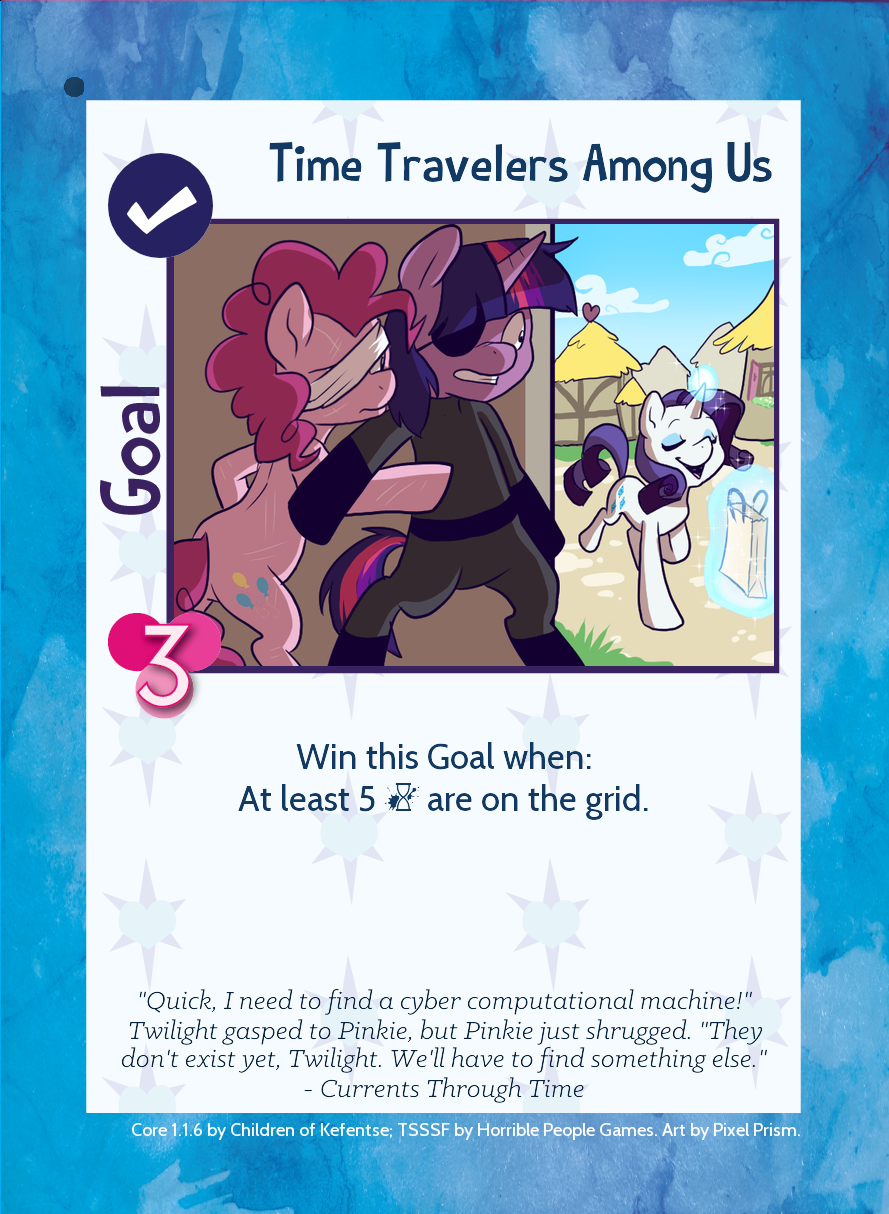 Time Travelers Among Us
Goal
3
Win this Goal when:
At least 5 are on the grid.
"Quick, I need to find a cyber computational machine!"
Twilight gasped to Pinkie, but Pinkie just shrugged. "They
don't exist yet, Twilight. We'll have to find something else."
- Currents Through Time
Core 1.1.6 by Children of Kefentse; TSSSF by Horrible People Games. Art by Pixel Prism.